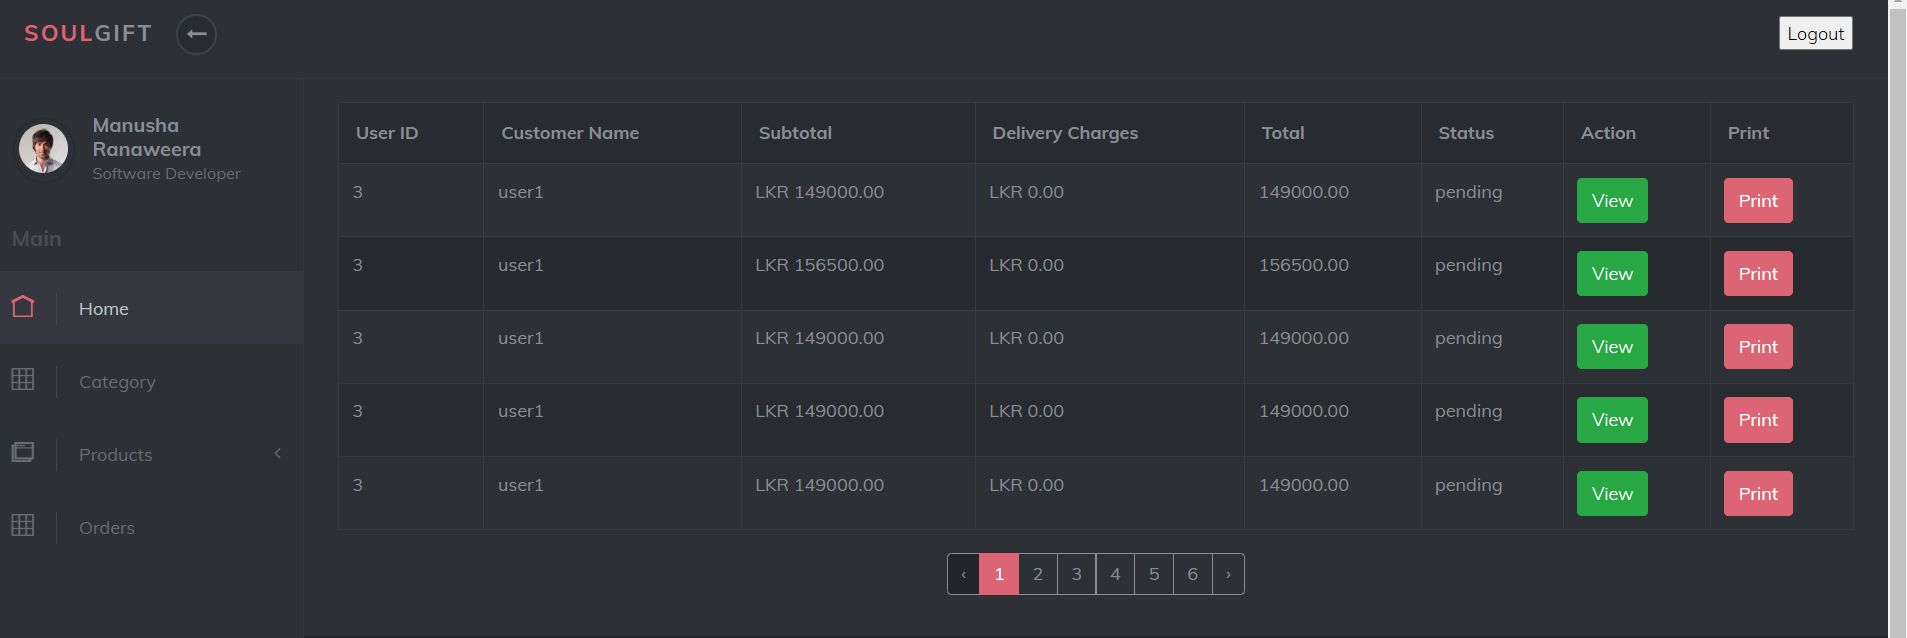 SOULGIFT
Logout
Manusha
Ranaweera
Software Developer
Main
Home
Category
Products
Orders
User ID Customer Name Subtotal Delivery Charges Total Status Action Print
3 user1 LKR 149000.00 LKR 0.00 149000.00 pending View Print
3 user1 LKR 156500.00 LKR 0.00 156500.00 pending View Print
3 user1 LKR 149000.00 LKR 0.00 149000.00 pending View Print
3 user1 LKR 149000.00 LKR 0.00 149000.00 pending View Print
3 user1 LKR 149000.00 LKR 0.00 149000.00 pending View Print
‹ 1 2 3 4 5 6 ›